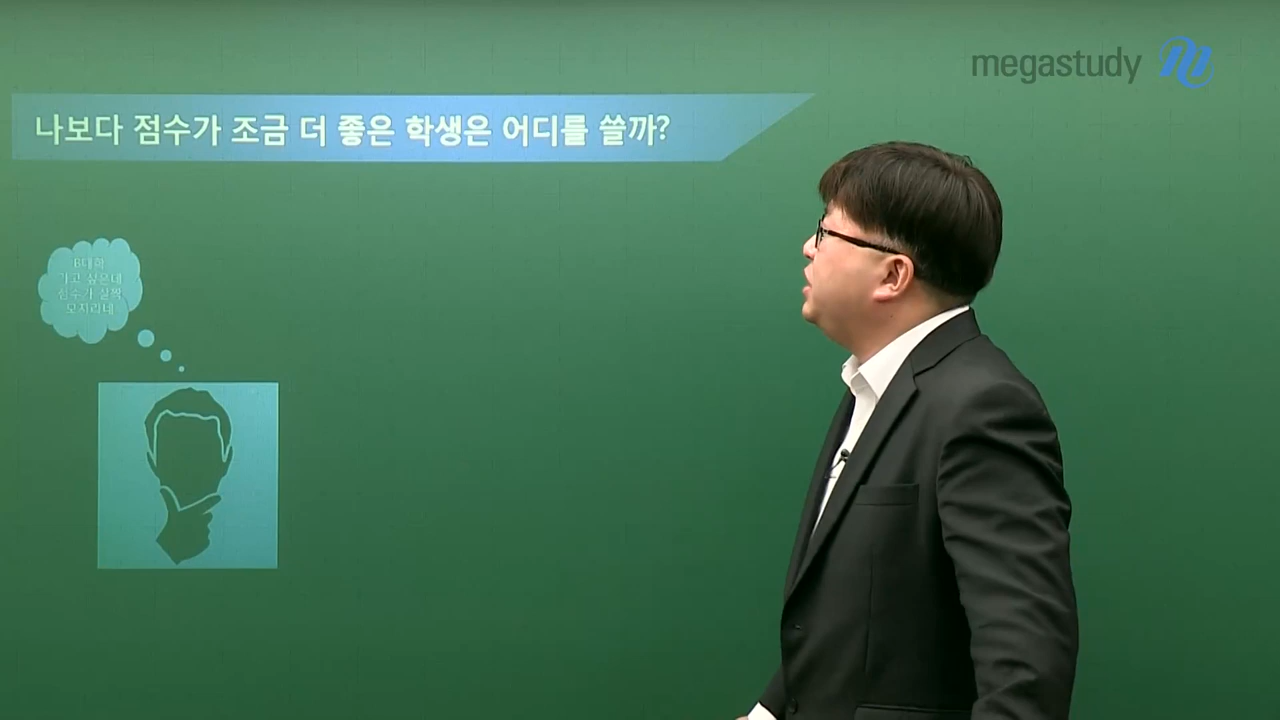 megastudy
나보다 점수가 조금 더 좋은 학생은 어디를 쓸까?
B대학
가고 싶은데
점수가 살짝
모자라네